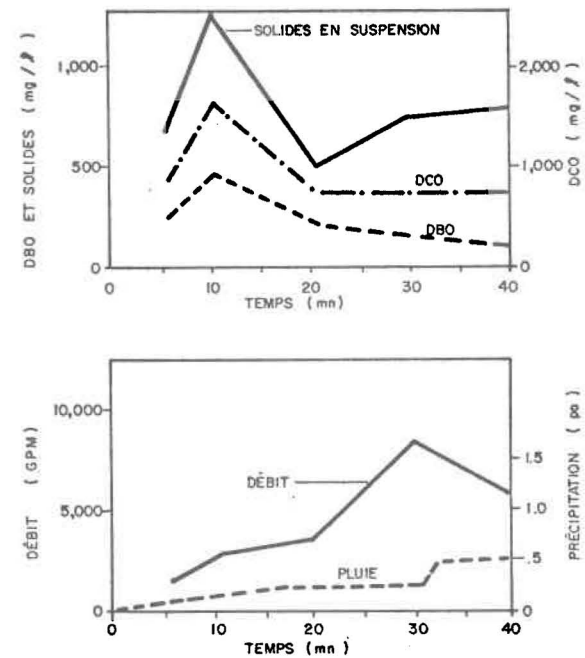 SOLIDES EN SUSPENSION
DBO ET SOLIDES (mg/ℓ)
1,000
500
0
DCO
DBO
2,000
1,000
0
DCO (mg/ℓ)
0 10 20 30 40
TEMPS (mn)
DÉBIT (GPM)
10,000
5,000
0
DÉBIT
PLUIE
1.5
1.0
.5
0
PRÉCIPITATION (po)
0 10 20 30 40
TEMPS (mn)